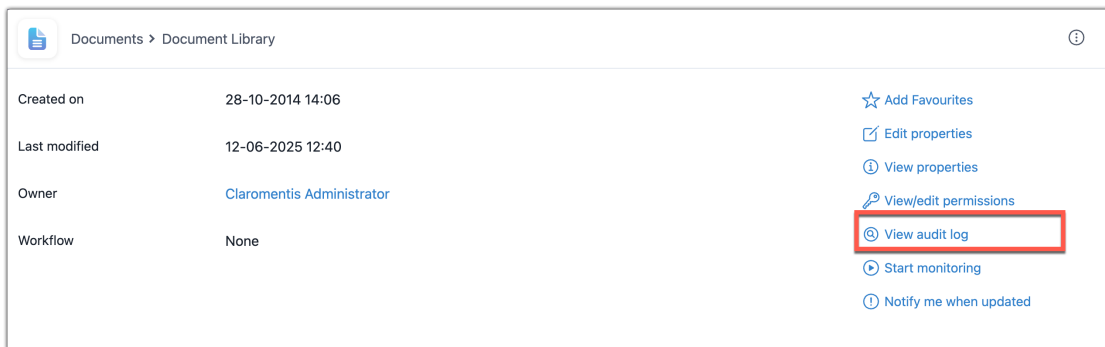 Documents > Document Library
Created on 28-10-2014 14:06
Last modified 12-06-2025 12:40
Owner Claromentis Administrator
Workflow None
Add Favourites
Edit properties
View properties
View/edit permissions
View audit log
Start monitoring
Notify me when updated